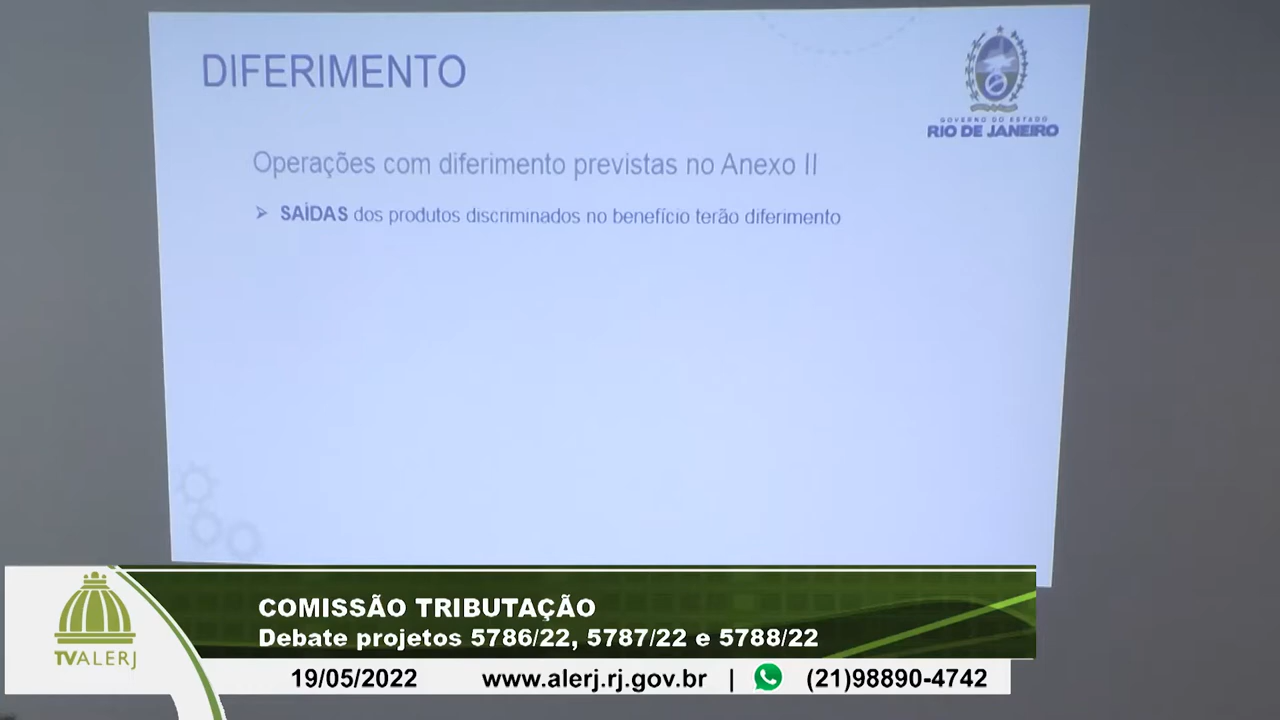 DIFERIMENTO
GOVERNO DO ESTADO
RIO DE JANEIRO
Operações com diferimento previstas no Anexo II
➢ SAÍDAS dos produtos discriminados no benefício terão diferimento
COMISSÃO TRIBUTAÇÃO
Debate projetos 5786/22, 5787/22 e 5788/22
TVALERJ
19/05/2022 www.alerj.rj.gov.br | (21)98890-4742